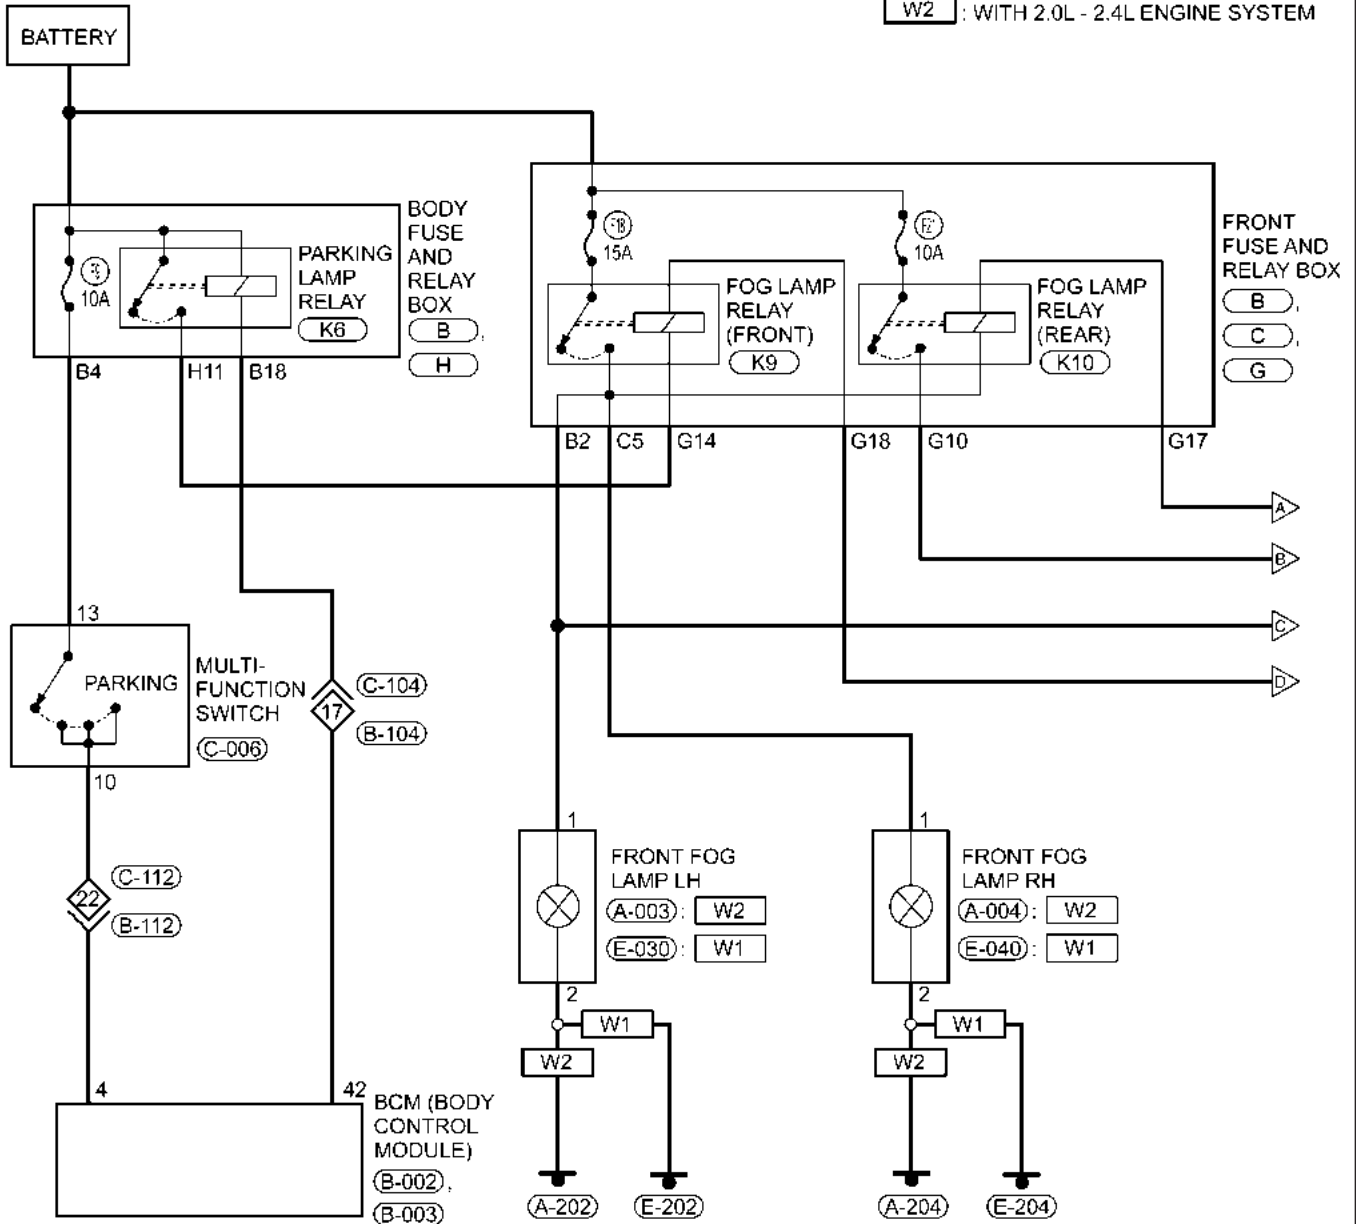 W2 : WITH 2.0L - 2.4L ENGINE SYSTEM
BATTERY
BODY
FUSE
AND
RELAY
BOX
B ,
H
10A
PARKING
LAMP
RELAY
K6
B4
H11
B18
F18
15A
FOG LAMP
RELAY
(FRONT)
K9
F21
10A
FOG LAMP
RELAY
(REAR)
K10
FRONT
FUSE AND
RELAY BOX
B ,
C ,
G
B2
C5
G14
G18
G10
G17
A
B
C
D
13
PARKING
MULTI-
FUNCTION
SWITCH
C-006
10
C-104
17
B-104
C-112
22
B-112
1
FRONT FOG
LAMP LH
A-003 : W2
E-030 : W1
2
W1
W2
A-202
E-202
1
FRONT FOG
LAMP RH
A-004 : W2
E-040 : W1
2
W1
W2
A-204
E-204
4
42
BCM (BODY
CONTROL
MODULE)
B-002 ,
B-003